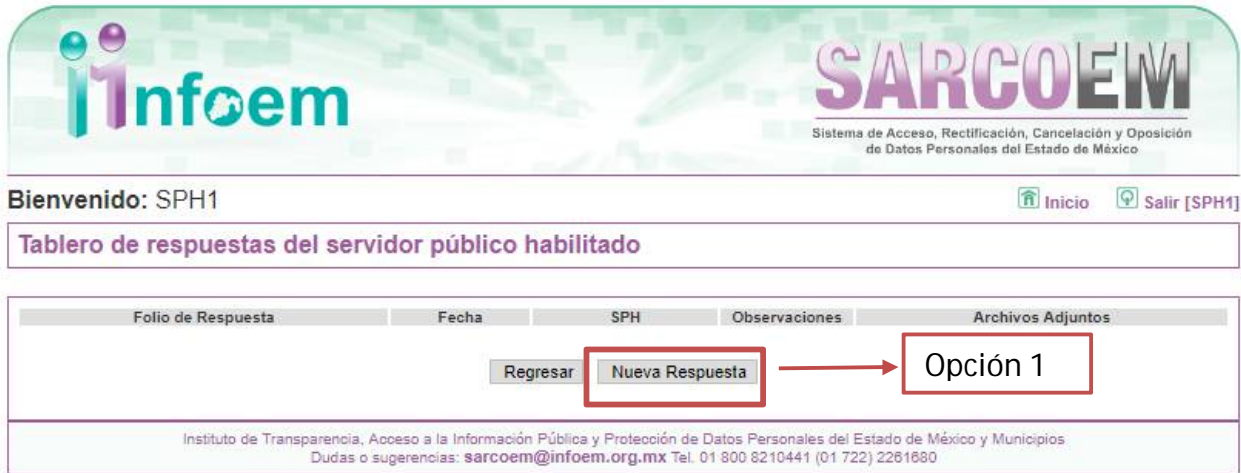 Infoem
SARCOEM
Sistema de Acceso, Rectificación, Cancelación y Oposición
de Datos Personales del Estado de México
Bienvenido: SPH1
Inicio Salir [SPH1]
Tablero de respuestas del servidor público habilitado
Folio de Respuesta Fecha SPH Observaciones Archivos Adjuntos
Regresar Nueva Respuesta Opción 1
Instituto de Transparencia, Acceso a la Información Pública y Protección de Datos Personales del Estado de México y Municipios
Dudas o sugerencias: sarcoem@infoem.org.mx Tel. 01 800 8210441 (01 722) 2261680